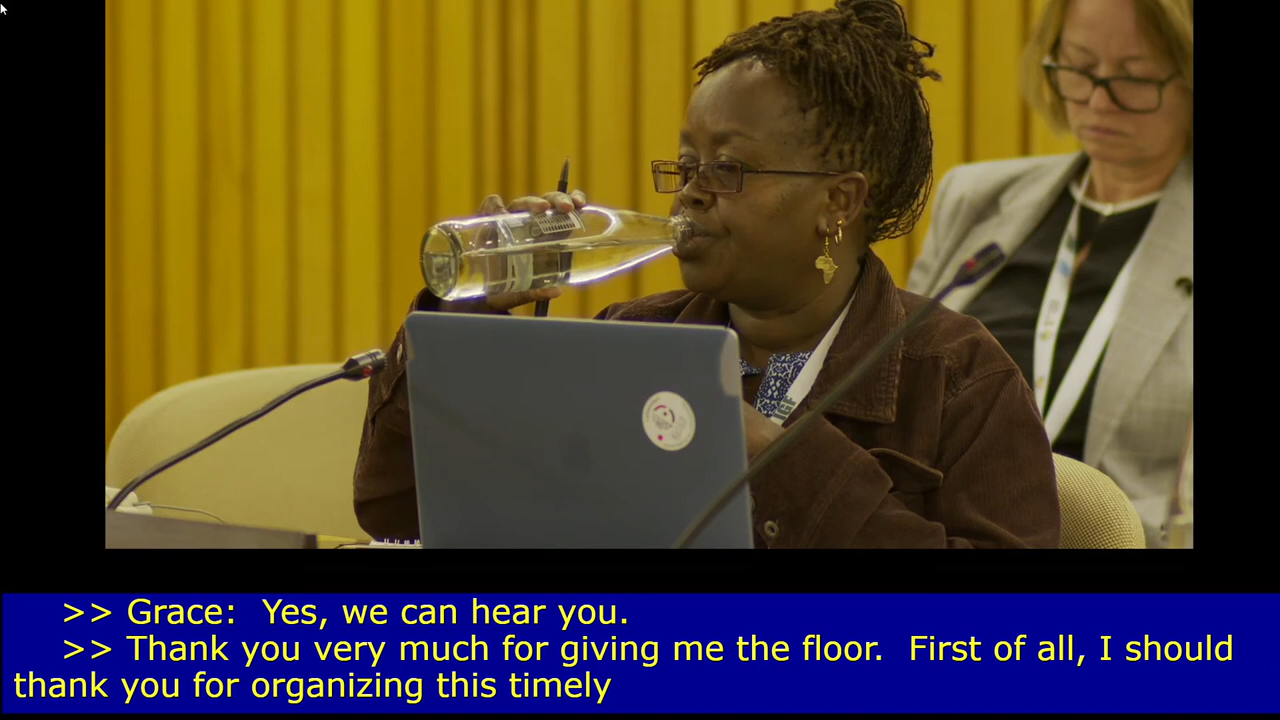 IGF
>> Grace:  Yes, we can hear you.
>> Thank you very much for giving me the floor.  First of all, I should
thank you for organizing this timely